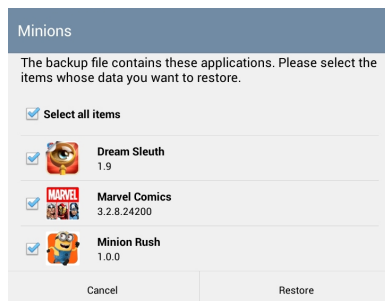 Minions
The backup file contains these applications. Please select the
items whose data you want to restore.
Select all items
Dream Sleuth
1.9
MARVEL
Marvel Comics
3.2.8.24200
Minion Rush
1.0.0
Cancel Restore